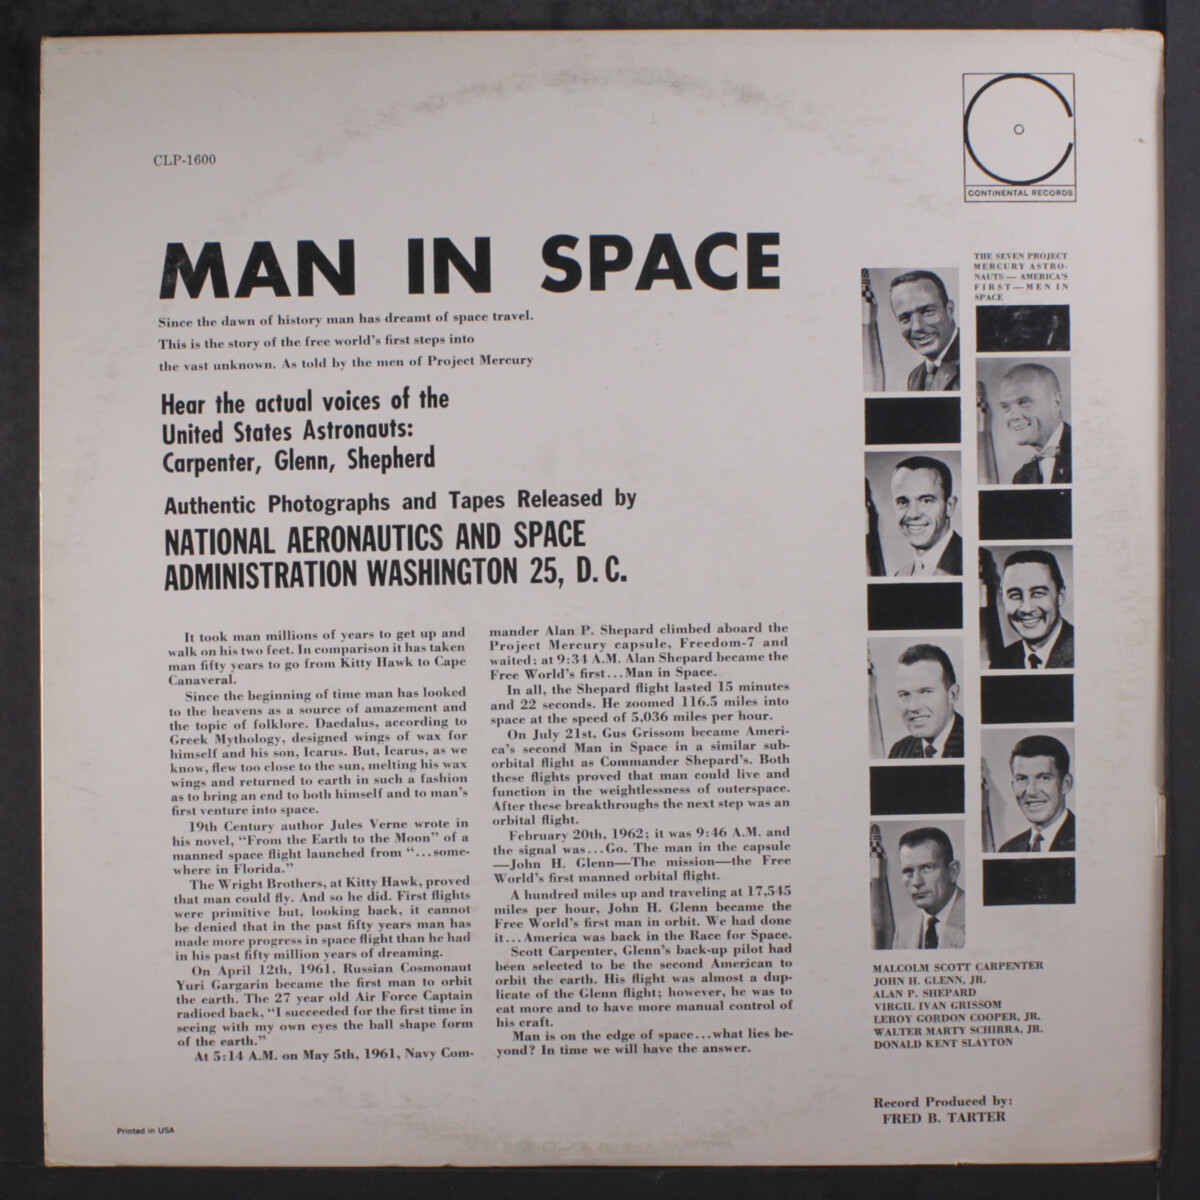 CLP-1600
CONTINENTAL RECORDS
MAN IN SPACE
Since the dawn of history man has dreamt of space travel.
This is the story of the free world's first steps into
the vast unknown. As told by the men of Project Mercury
Hear the actual voices of the
United States Astronauts:
Carpenter, Glenn, Shepherd
Authentic Photographs and Tapes Released by
NATIONAL AERONAUTICS AND SPACE
ADMINISTRATION WASHINGTON 25, D. C.
It took man millions of years to get up and
walk on his two feet. In comparison it has taken
man fifty years to go from Kitty Hawk to Cape
Canaveral.
Since the beginning of time man has looked
to the heavens as a source of amazement and
the topic of folklore. Daedalus, according to
Greek Mythology, designed wings of wax for
himself and his son, Icarus. But, Icarus, as we
know, flew too close to the sun, melting his wax
wings and returned to earth in such a fashion
as to bring an end to both himself and to man's
first venture into space.
19th Century author Jules Verne wrote in
his novel, "From the Earth to the Moon" of a
manned space flight launched from "...some-
where in Florida."
The Wright Brothers, at Kitty Hawk, proved
that man could fly. And so he did. First flights
were primitive but, looking back, it cannot
be denied that in the past fifty years man has
made more progress in space flight than he had
in his past fifty million years of dreaming.
On April 12th, 1961, Russian Cosmonaut
Yuri Gargarin became the first man to orbit
the earth. The 27 year old Air Force Captain
radioed back, "I succeeded for the first time in
seeing with my own eyes the ball shape form
of the earth."
At 5:14 A.M. on May 5th, 1961, Navy Com-
mander Alan P. Shepard climbed aboard the
Project Mercury capsule, Freedom-7 and
waited; at 9:34 A.M. Alan Shepard became the
Free World's first...Man in Space.
In all, the Shepard flight lasted 15 minutes
and 22 seconds. He zoomed 116.5 miles into
space at the speed of 5,036 miles per hour.
On July 21st, Gus Grissom became Ameri-
ca's second Man in Space in a similar sub-
orbital flight as Commander Shepard's. Both
these flights proved that man could live and
function in the weightlessness of outerspace.
After these breakthroughs the next step was an
orbital flight.
February 20th, 1962; it was 9:46 A.M. and
the signal was...Go. The man in the capsule
—John H. Glenn—The mission—the Free
World's first manned orbital flight.
A hundred miles up and traveling at 17,545
miles per hour, John H. Glenn became the
Free World's first man in orbit. We had done
it...America was back in the Race for Space.
Scott Carpenter, Glenn's back-up pilot had
been selected to be the second American to
orbit the earth. His flight was almost a dup-
licate of the Glenn flight; however, he was to
eat more and to have more manual control of
his craft.
Man is on the edge of space...what lies be-
yond? In time we will have the answer.
THE SEVEN PROJECT
MERCURY ASTRO-
NAUTS — AMERICA'S
FIRST — MEN IN
SPACE
MALCOLM SCOTT CARPENTER
JOHN H. GLENN, JR.
ALAN P. SHEPARD
VIRGIL IVAN GRISSOM
LEROY GORDON COOPER, JR.
WALTER MARTY SCHIRRA, JR.
DONALD KENT SLAYTON
Record Produced by:
FRED B. TARTER
Printed in USA